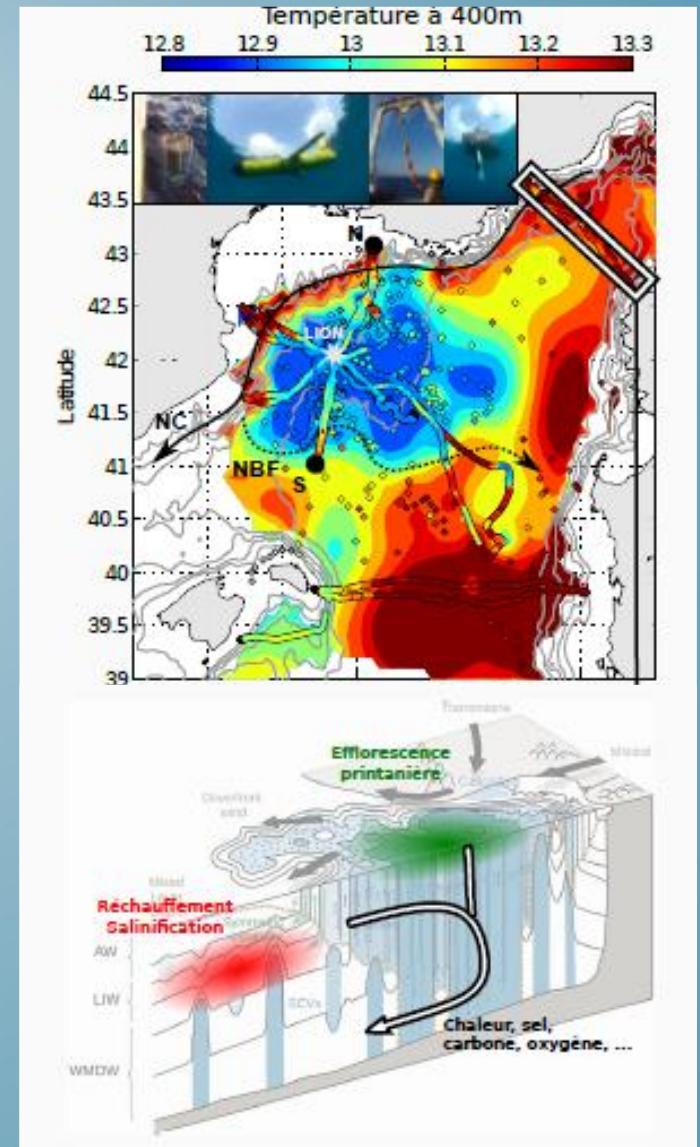 Température à 400m
12.8 12.9 13 13.1 13.2 13.3
44.5
44
43.5
43
42.5
42
41.5
41
40.5
40
39.5
39
Latitude
N
LION
NC
NBF
S
Efflorescence
printanière
Réchauffement
Salinification
AW
LIW
SCVs
WMDW
Chaleur, sel,
carbone, oxygène, ...